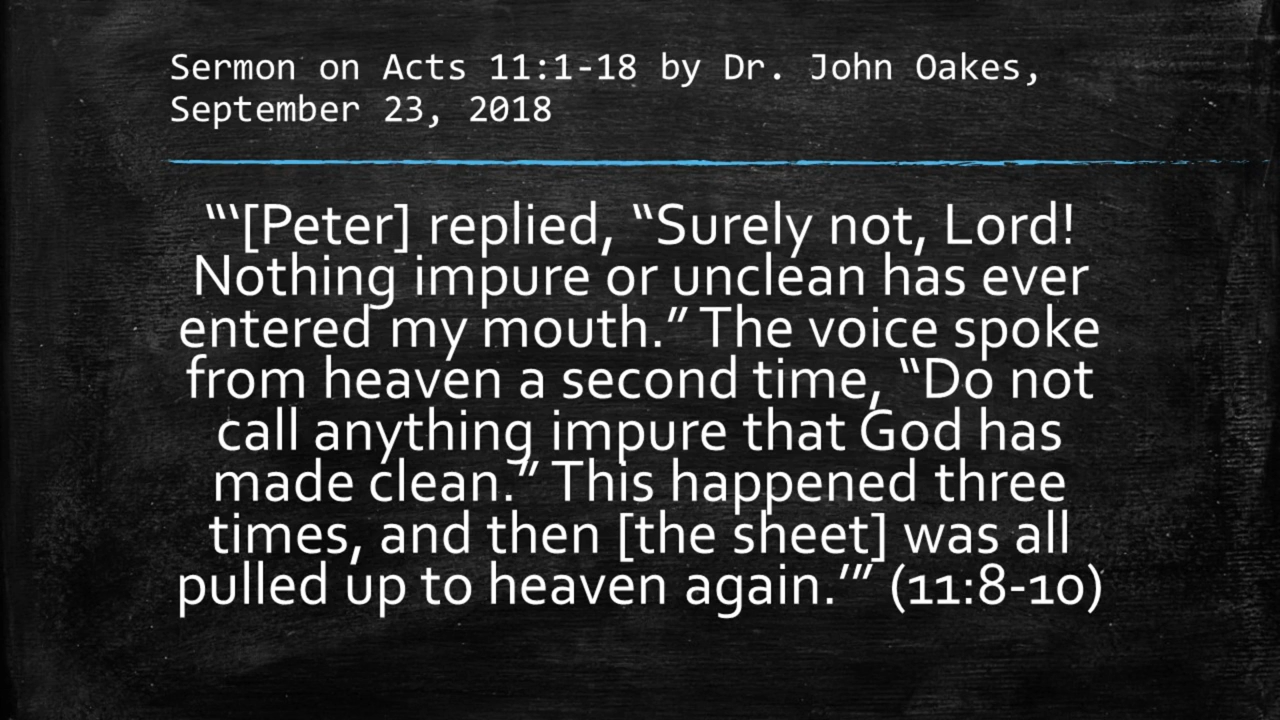 Sermon on Acts 11:1-18 by Dr. John Oakes,
September 23, 2018
“‘[Peter] replied, “Surely not, Lord!
Nothing impure or unclean has ever
entered my mouth.” The voice spoke
from heaven a second time, “Do not
call anything impure that God has
made clean.” This happened three
times, and then [the sheet] was all
pulled up to heaven again.’” (11:8-10)